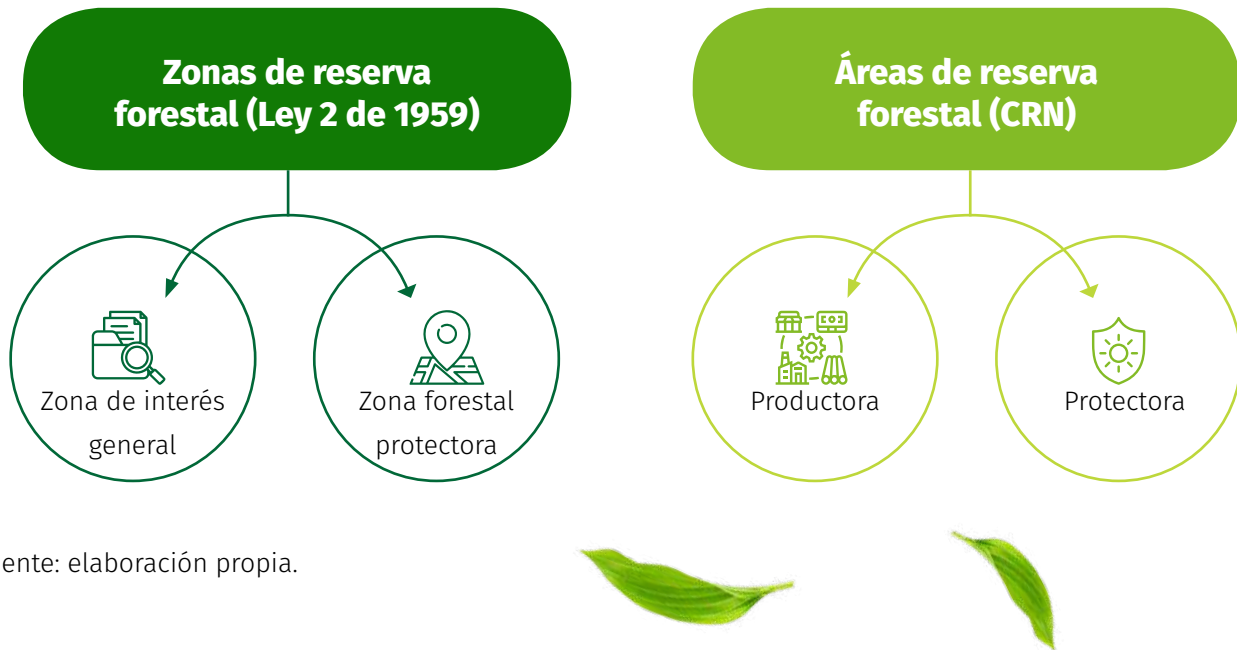 Zonas de reserva
forestal (Ley 2 de 1959)
Áreas de reserva
forestal (CRN)
Zona de interés
general
Zona forestal
protectora
Productora
Protectora
ente: elaboración propia.